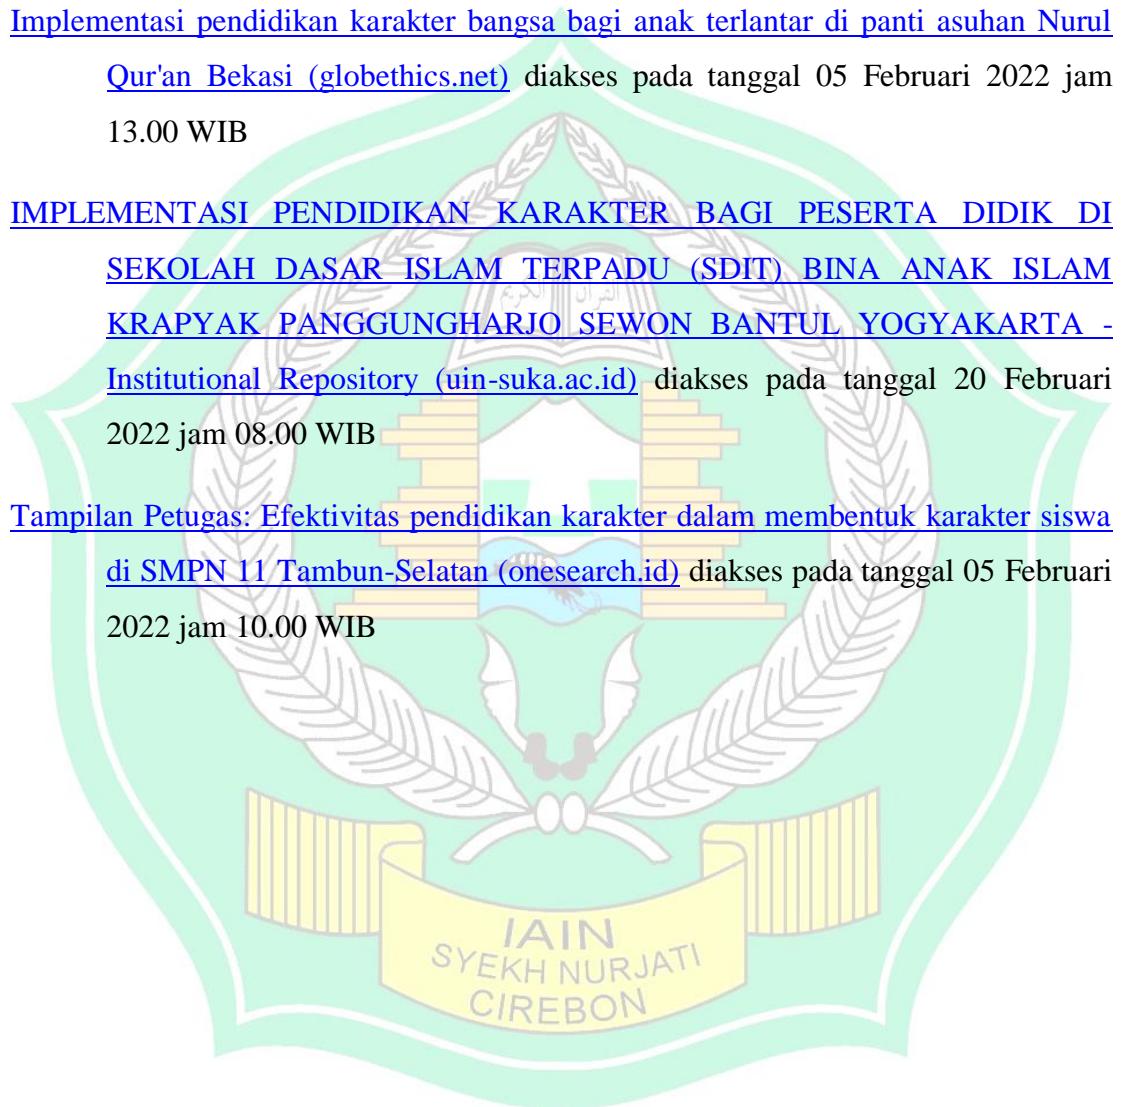 Implementasi pendidikan karakter bangsa bagi anak terlantar di panti asuhan Nurul
Qur'an Bekasi (globethics.net) diakses pada tanggal 05 Februari 2022 jam
13.00 WIB
IMPLEMENTASI PENDIDIKAN KARAKTER BAGI PESERTA DIDIK DI
SEKOLAH DASAR ISLAM TERPADU (SDIT) BINA ANAK ISLAM
KRAPYAK PANGGUNGHARJO SEWON BANTUL YOGYAKARTA -
القرآن الكريم
Institutional Repository (uin-suka.ac.id) diakses pada tanggal 20 Februari
2022 jam 08.00 WIB
Tampilan Petugas: Efektivitas pendidikan karakter dalam membentuk karakter siswa
di SMPN 11 Tambun-Selatan (onesearch.id) diakses pada tanggal 05 Februari
2022 jam 10.00 WIB
IAIN
SYEKH NURJATI
CIREBON